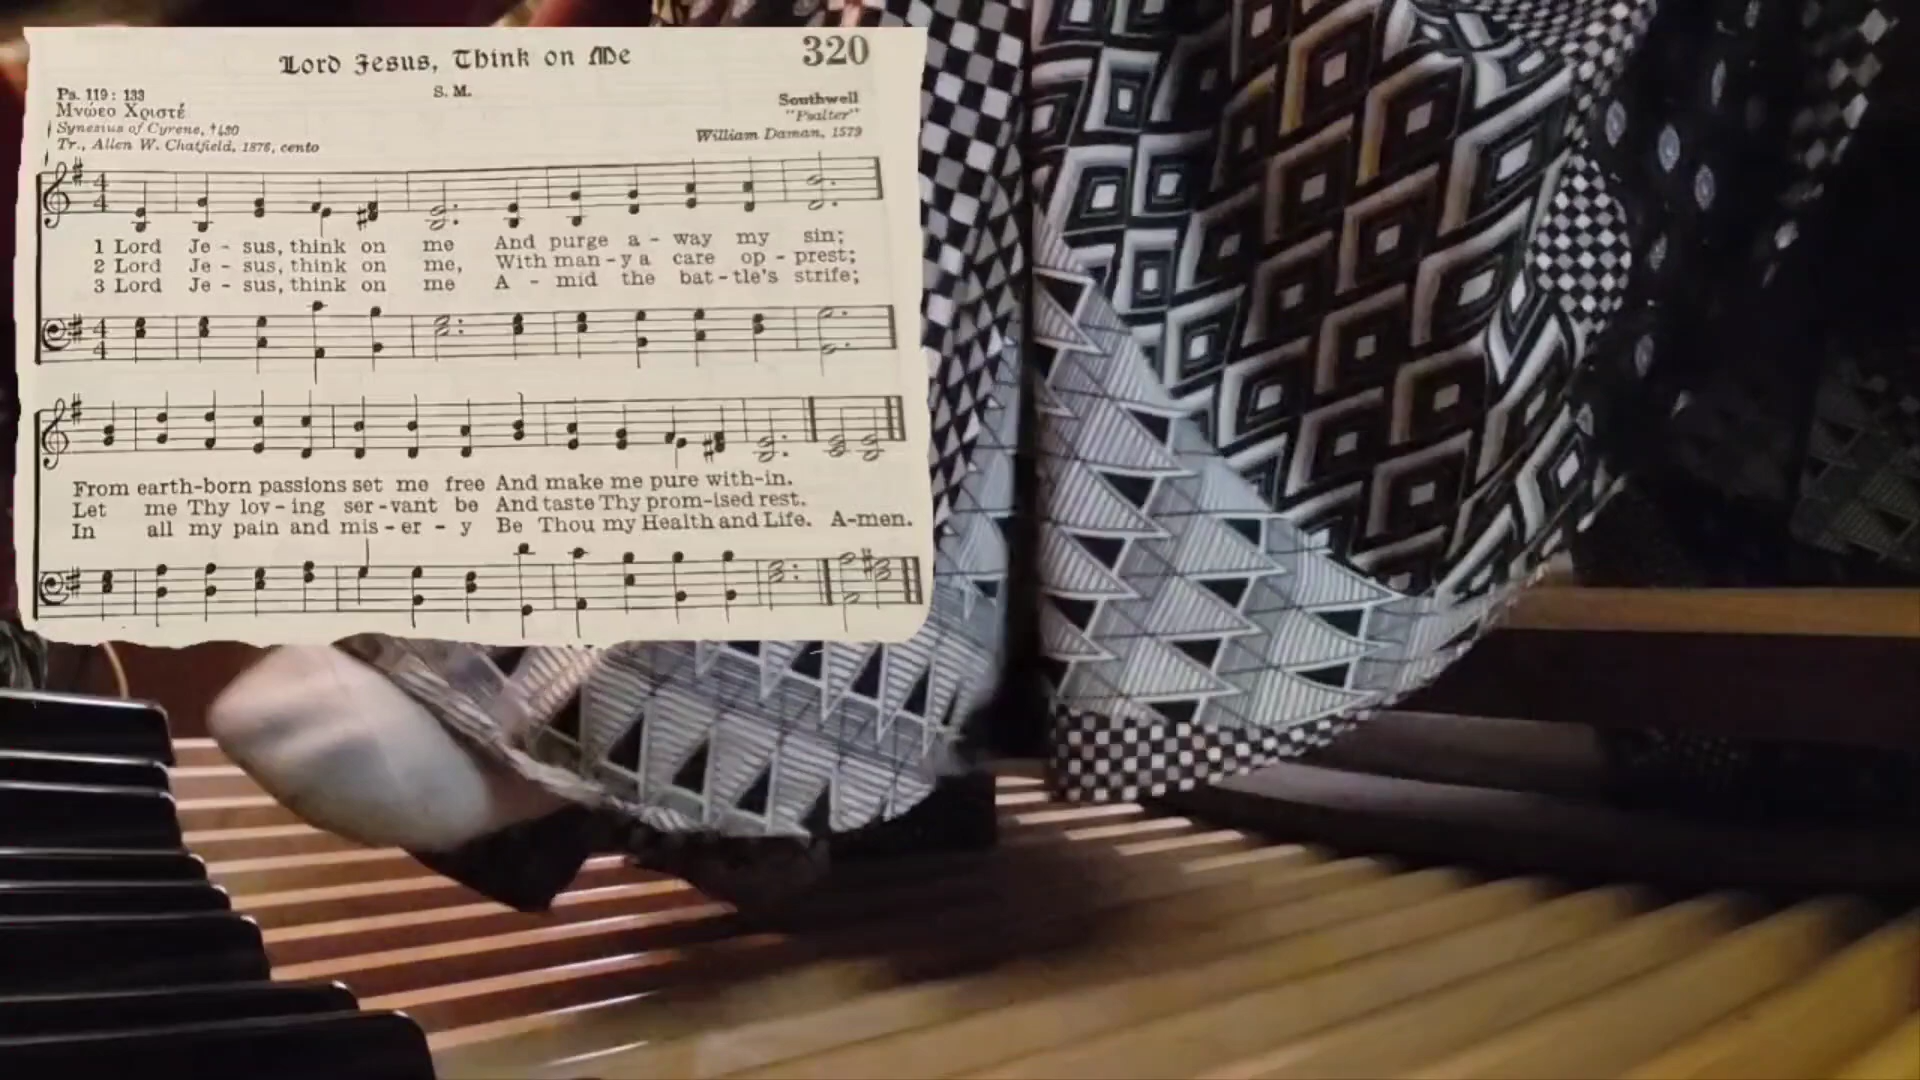 Lord Jesus, Think on Me
320
Ps. 119: 133
S. M.
Southwell
Μνώεο Χριστέ
"Psalter"
Synesius of Cyrene, †430
William Daman, 1579
Tr., Allen W. Chatfield, 1876, cento
1 Lord Je - sus, think on me And purge a - way my sin;
2 Lord Je - sus, think on me, With man - y a care op - prest;
3 Lord Je - sus, think on me A - mid the bat - tle's strife;
From earth-born passions set me free And make me pure with-in.
Let me Thy lov - ing ser - vant be And taste Thy prom-ised rest.
In all my pain and mis - er - y Be Thou my Health and Life. A-men.